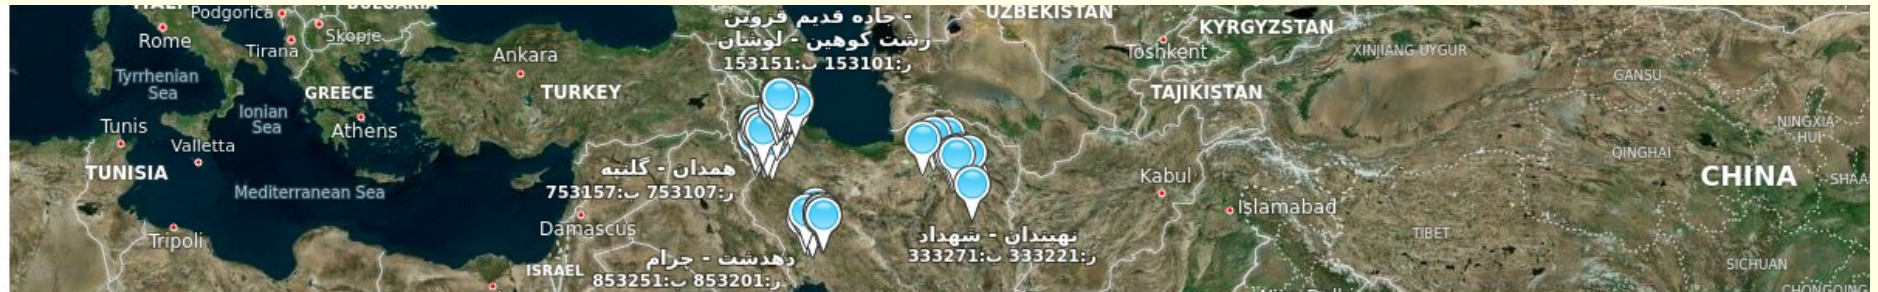 Podgorica
BULGARIA
Rome
Tirana
Skopje
Tyrrhenian
Sea
GREECE
Ionian
Sea
Athens
Ankara
TURKEY
Tunis
Valletta
TUNISIA
Mediterranean Sea
Tripoli
Damascus
ISRAEL
جاده قدیم قزوین -
رشت کوهین - لوشان
ر:153101 ب:153151
همدان - گلتپه
ر:753107 ب:753157
دهدشت - چرام
ر:853201 ب:853251
نهبندان - شهداد
ر:333221 ب:333271
UZBEKISTAN
Toshkent
KYRGYZSTAN
TAJIKISTAN
Kabul
Islamabad
XINJIANG UYGUR
GANSU
NINGXIA
HUI
QINGHAI
CHINA
TIBET
SICHUAN
CHONGQING